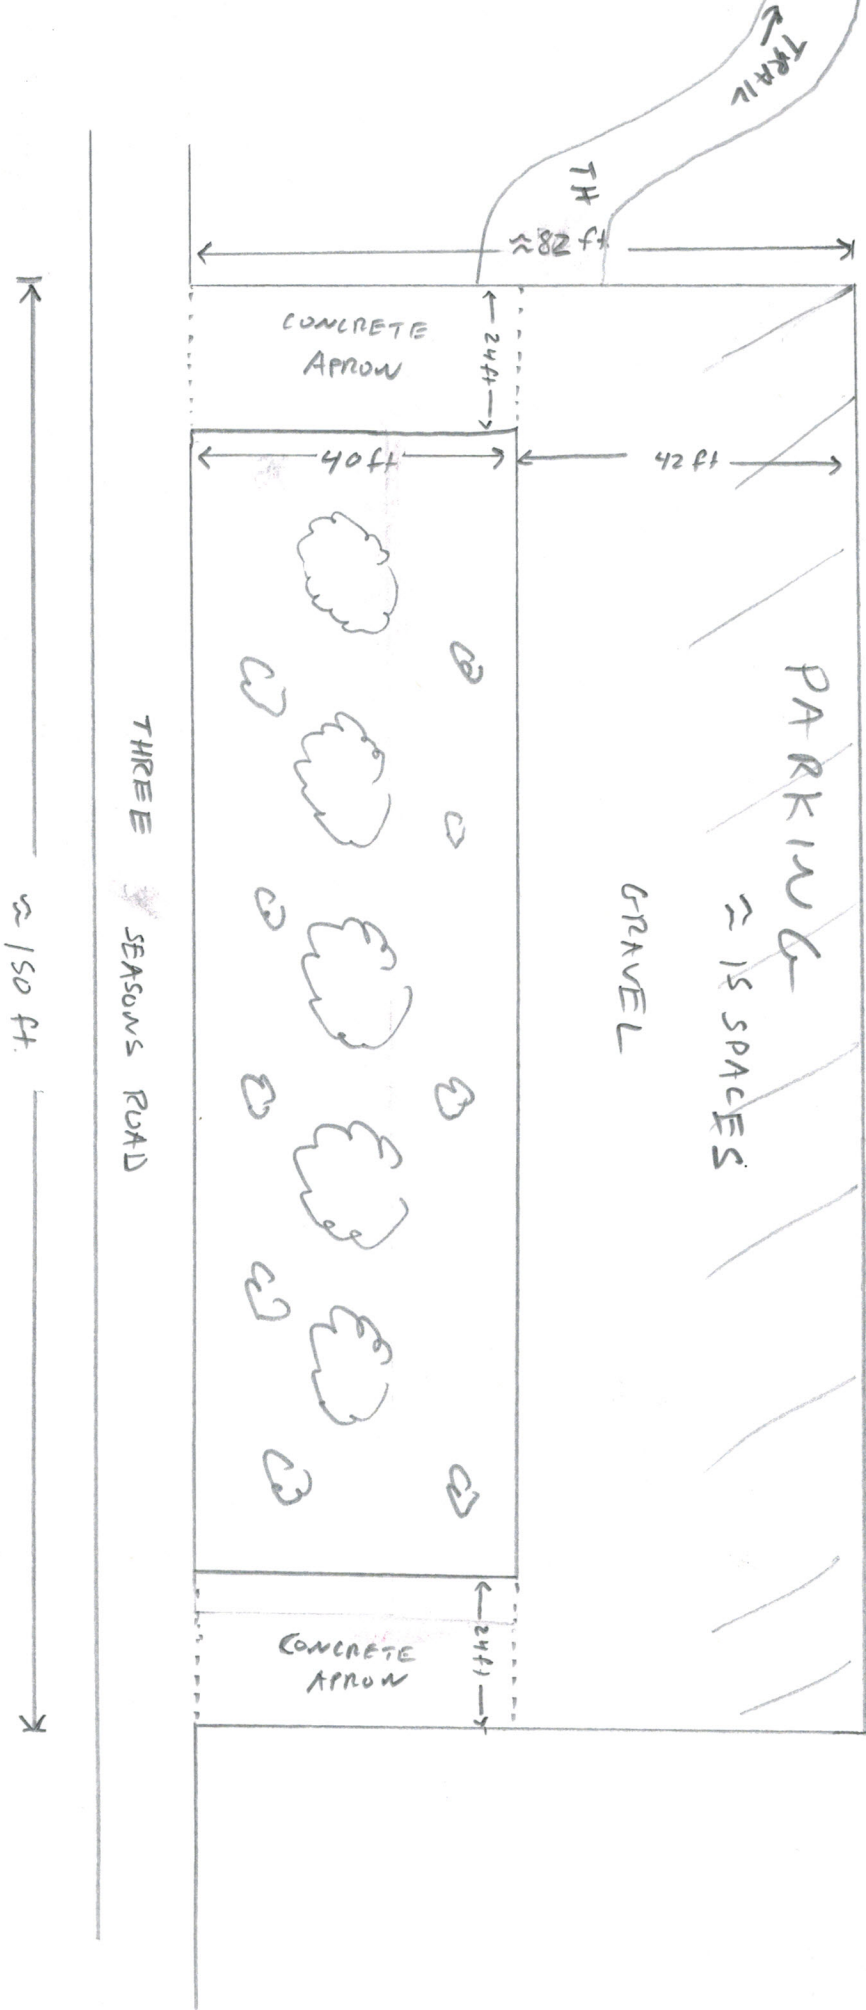 TRAIL
TH
≈82 ft
CONCRETE
APRON
24 ft
40 ft
42 ft
PARKING
≈ 15 SPACES
GRAVEL
THREE SEASONS ROAD
≈ 150 ft.
24 ft
CONCRETE
APRON